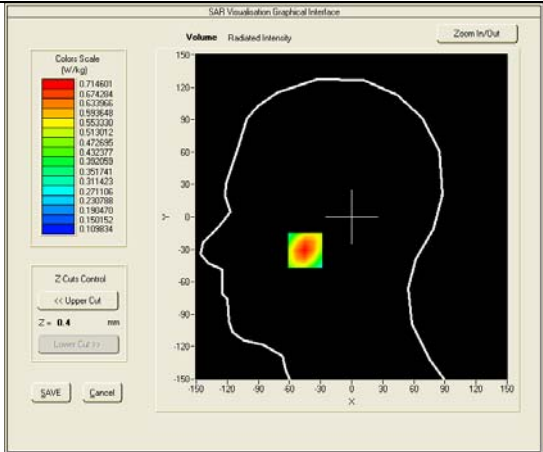 SAR Visualisation Graphical Interface
Volume Radiated Intensity
Zoom In/Out
Colors Scale
(W/kg)
0.714601
0.674284
0.633966
0.593648
0.553330
0.513012
0.472695
0.432377
0.392059
0.351741
0.311423
0.271106
0.230788
0.190470
0.150152
0.109834
Z Cuts Control
<< Upper Cut
Z = 0.4 mm
Lower Cut >>
SAVE Cancel
150
120
90
60
30
0
-30
-60
-90
-120
-150
Y
-150 -120 -90 -60 -30 0 30 60 90 120 150
X